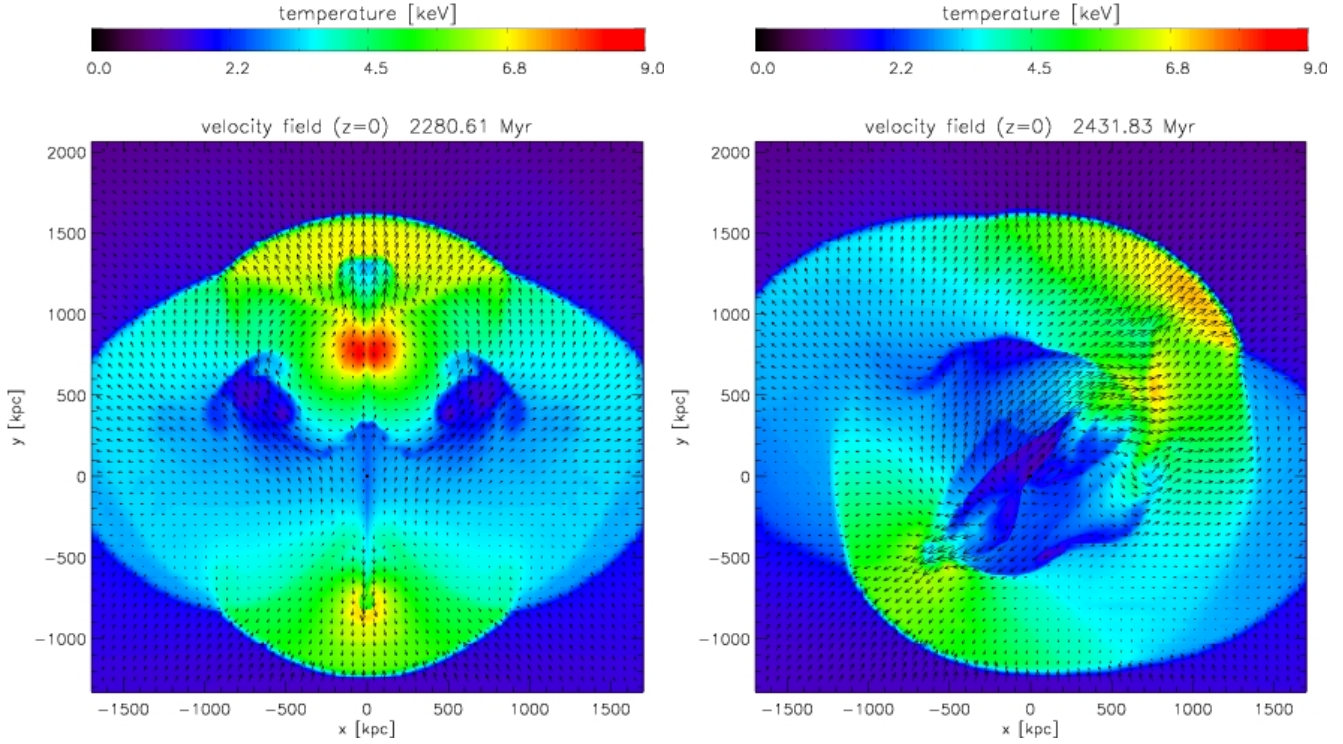 temperature [keV]
0.0 2.2 4.5 6.8 9.0
velocity field (z=0) 2280.61 Myr
2000
1500
1000
500
0
−500
−1000
y [kpc]
−1500 −1000 −500 0 500 1000 1500
x [kpc]
temperature [keV]
0.0 2.2 4.5 6.8 9.0
velocity field (z=0) 2431.83 Myr
2000
1500
1000
500
0
−500
−1000
y [kpc]
−1500 −1000 −500 0 500 1000 1500
x [kpc]